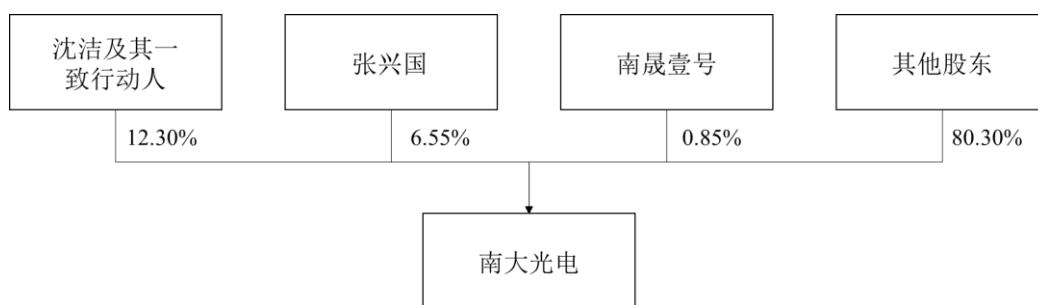 沈洁及其一
致行动人
张兴国
南晟壹号
其他股东
12.30%
6.55%
0.85%
80.30%
南大光电